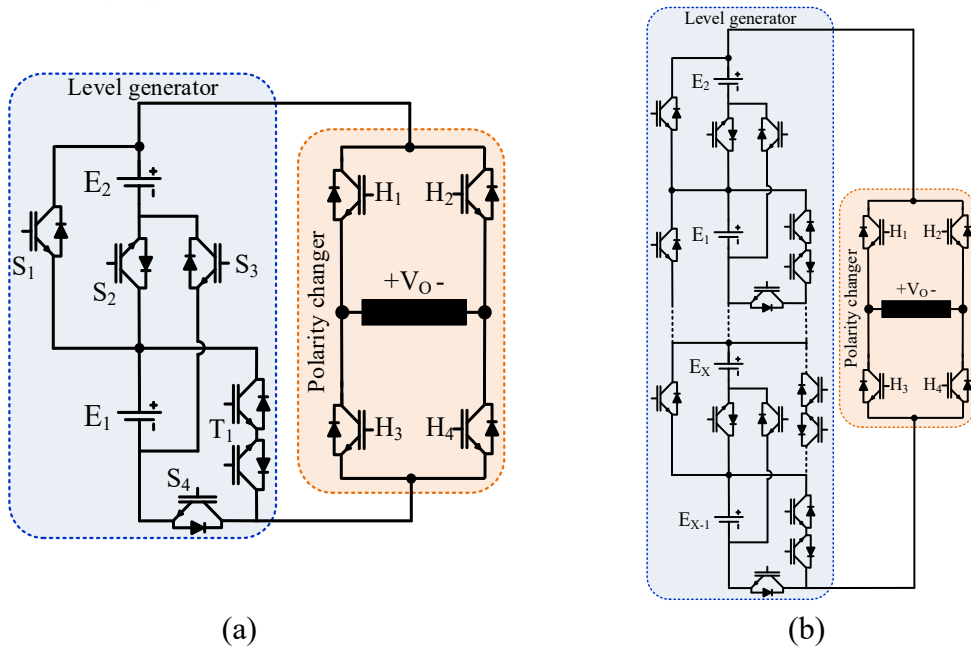 Level generator
E2
S1
S2
S3
E1
T1
S4
Polarity changer
H1
H2
+VO -
H3
H4
(a)
Level generator
E2
E1
EX
EX-1
Polarity changer
H1
H2
+VO -
H3
H4
(b)